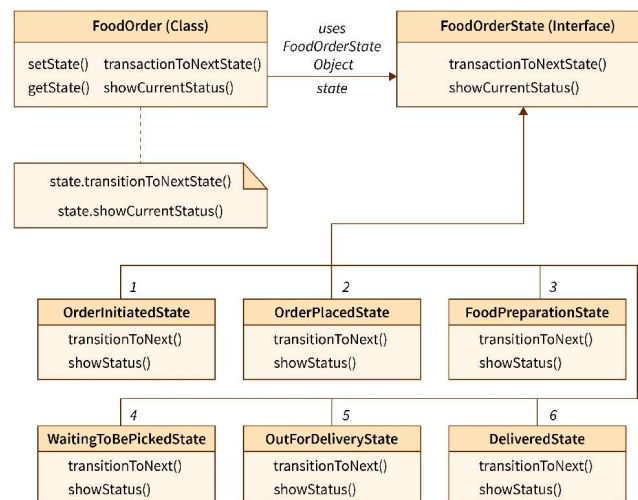 FoodOrder (Class)
setState() transactionToNextState()
getState() showCurrentStatus()
uses
FoodOrderState
Object
state
FoodOrderState (Interface)
transactionToNextState()
showCurrentStatus()
state.transitionToNextState()
state.showCurrentStatus()
1
OrderInitiatedState
transitionToNext()
showStatus()
2
OrderPlacedState
transitionToNext()
showStatus()
3
FoodPreparationState
transitionToNext()
showStatus()
4
WaitingToBePickedState
transitionToNext()
showStatus()
5
OutForDeliveryState
transitionToNext()
showStatus()
6
DeliveredState
transitionToNext()
showStatus()